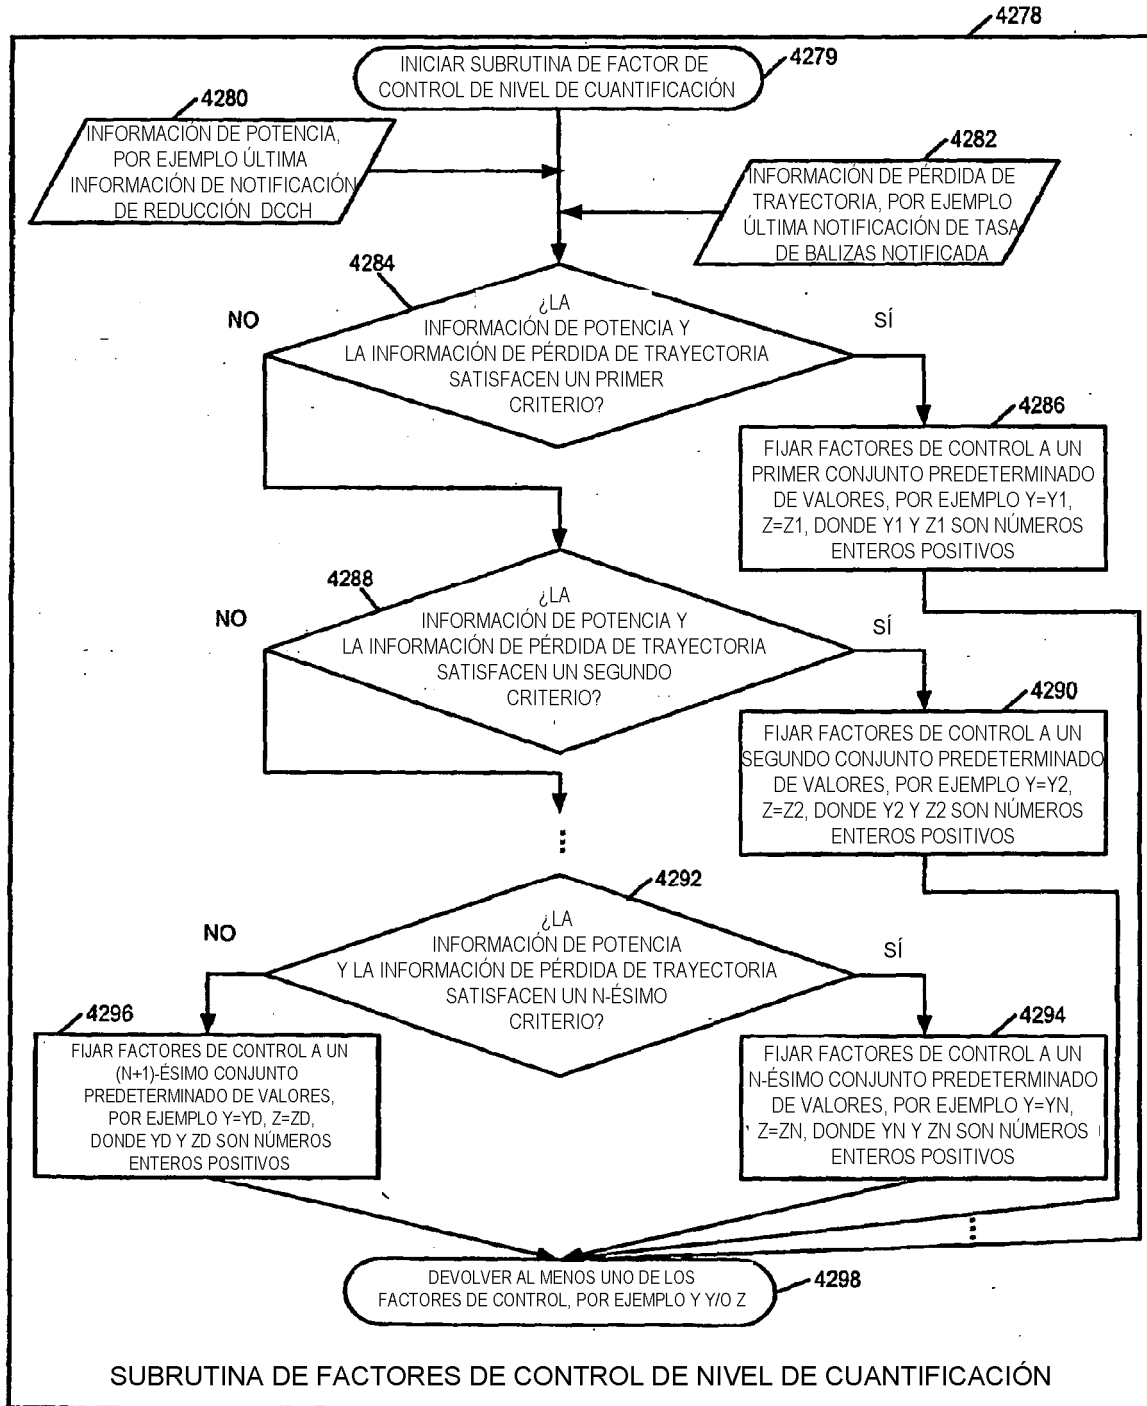 4278
INICIAR SUBRUTINA DE FACTOR DE
CONTROL DE NIVEL DE CUANTIFICACIÓN
4279
4280
INFORMACIÓN DE POTENCIA,
POR EJEMPLO ÚLTIMA
INFORMACIÓN DE NOTIFICACIÓN
DE REDUCCIÓN DCCH
4282
INFORMACIÓN DE PÉRDIDA DE
TRAYECTORIA, POR EJEMPLO
ÚLTIMA NOTIFICACIÓN DE TASA
DE BALIZAS NOTIFICADA
4284
NO
¿LA
INFORMACIÓN DE POTENCIA Y
LA INFORMACIÓN DE PÉRDIDA DE TRAYECTORIA
SATISFACEN UN PRIMER
CRITERIO?
SÍ
4286
FIJAR FACTORES DE CONTROL A UN
PRIMER CONJUNTO PREDETERMINADO
DE VALORES, POR EJEMPLO Y=Y1,
Z=Z1, DONDE Y1 Y Z1 SON NÚMEROS
ENTEROS POSITIVOS
4288
NO
¿LA
INFORMACIÓN DE POTENCIA Y
LA INFORMACIÓN DE PÉRDIDA DE TRAYECTORIA
SATISFACEN UN SEGUNDO
CRITERIO?
SÍ
4290
FIJAR FACTORES DE CONTROL A UN
SEGUNDO CONJUNTO PREDETERMINADO
DE VALORES, POR EJEMPLO Y=Y2,
Z=Z2, DONDE Y2 Y Z2 SON NÚMEROS
ENTEROS POSITIVOS
4292
NO
¿LA
INFORMACIÓN DE POTENCIA
Y LA INFORMACIÓN DE PÉRDIDA DE TRAYECTORIA
SATISFACEN UN N-ÉSIMO
CRITERIO?
SÍ
4296
FIJAR FACTORES DE CONTROL A UN
(N+1)-ÉSIMO CONJUNTO
PREDETERMINADO DE VALORES,
POR EJEMPLO Y=YD, Z=ZD,
DONDE YD Y ZD SON NÚMEROS
ENTEROS POSITIVOS
4294
FIJAR FACTORES DE CONTROL A UN
N-ÉSIMO CONJUNTO PREDETERMINADO
DE VALORES, POR EJEMPLO Y=YN,
Z=ZN, DONDE YN Y ZN SON NÚMEROS
ENTEROS POSITIVOS
DEVOLVER AL MENOS UNO DE LOS
FACTORES DE CONTROL, POR EJEMPLO Y Y/O Z
4298
SUBRUTINA DE FACTORES DE CONTROL DE NIVEL DE CUANTIFICACIÓN